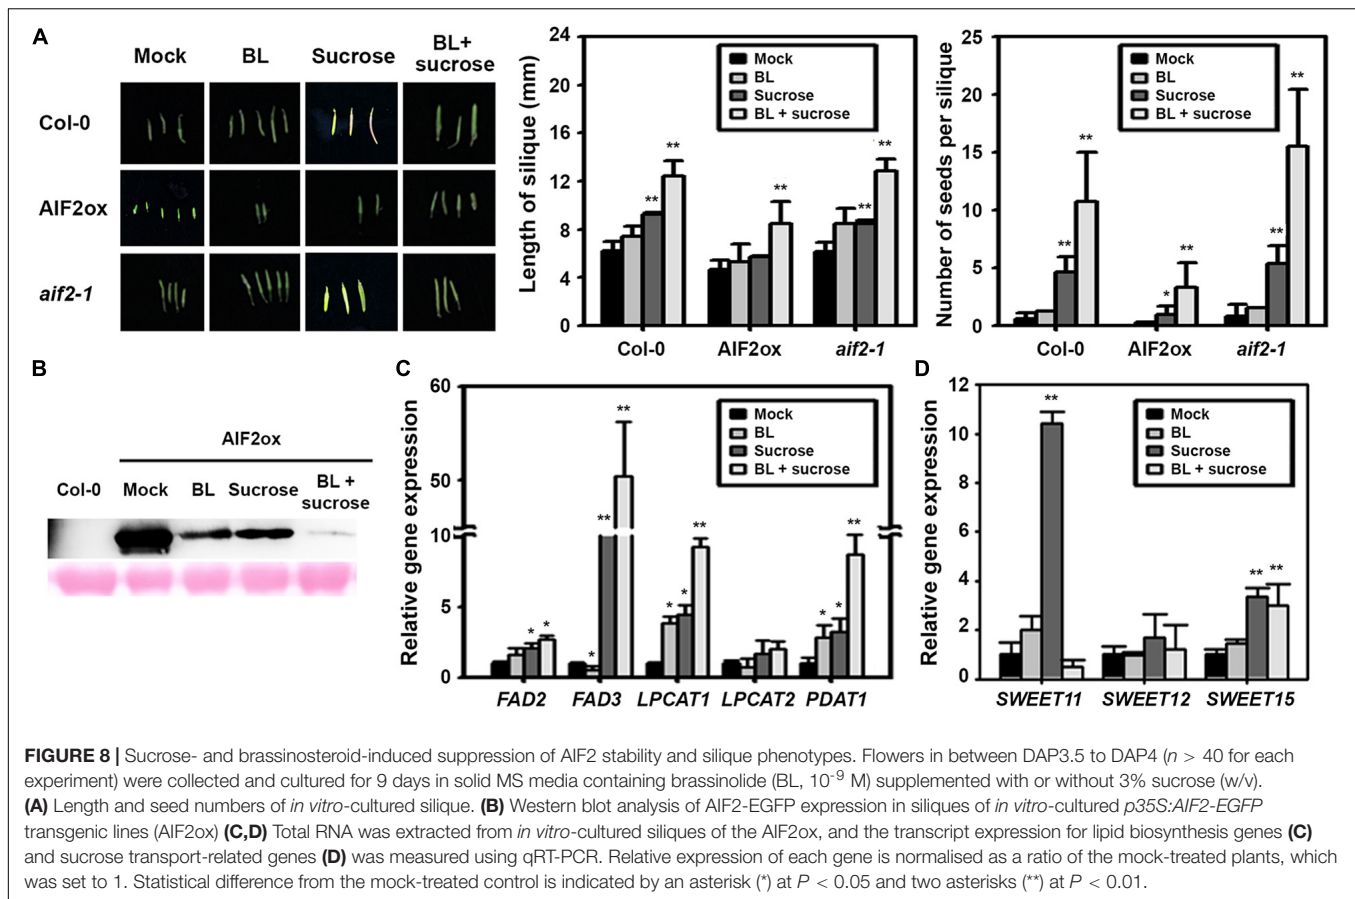 A
Mock BL Sucrose BL+ sucrose
Col-0
AIF2ox
aif2-1
Length of silique (mm)
24
20
16
12
8
4
0
Mock
BL
Sucrose
BL + sucrose
** ** ** ** **
Col-0 AIF2ox aif2-1
Number of seeds per silique
25
20
15
10
5
0
Mock
BL
Sucrose
BL + sucrose
** ** * ** ** **
Col-0 AIF2ox aif2-1
B
AIF2ox
Col-0 Mock BL Sucrose BL + sucrose
C
Relative gene expression
60
50
10
5
0
Mock
BL
Sucrose
BL + sucrose
* * * ** ** * * ** * * **
FAD2 FAD3 LPCAT1 LPCAT2 PDAT1
D
Relative gene expression
12
10
8
6
4
2
0
Mock
BL
Sucrose
BL + sucrose
** ** **
SWEET11 SWEET12 SWEET15
FIGURE 8 | Sucrose- and brassinosteroid-induced suppression of AIF2 stability and silique phenotypes. Flowers in between DAP3.5 to DAP4 (n > 40 for each
experiment) were collected and cultured for 9 days in solid MS media containing brassinolide (BL, 10⁻⁹ M) supplemented with or without 3% sucrose (w/v).
(A) Length and seed numbers of in vitro-cultured silique. (B) Western blot analysis of AIF2-EGFP expression in siliques of in vitro-cultured p35S:AIF2-EGFP
transgenic lines (AIF2ox) (C,D) Total RNA was extracted from in vitro-cultured siliques of the AIF2ox, and the transcript expression for lipid biosynthesis genes (C)
and sucrose transport-related genes (D) was measured using qRT-PCR. Relative expression of each gene is normalised as a ratio of the mock-treated plants, which
was set to 1. Statistical difference from the mock-treated control is indicated by an asterisk (*) at P < 0.05 and two asterisks (**) at P < 0.01.